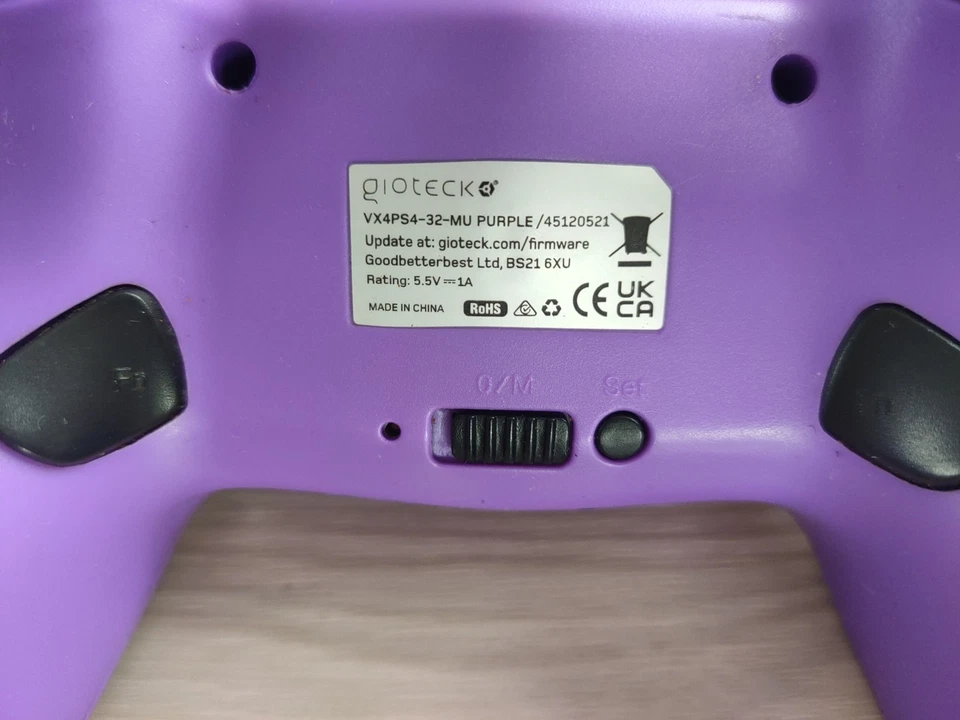 gioteck
VX4PS4-32-MU PURPLE /45120521
Update at: gioteck.com/firmware
Goodbetterbest Ltd, BS21 6XU
Rating: 5.5V⎓1A
MADE IN CHINA RoHS CE UK CA
O/M Set